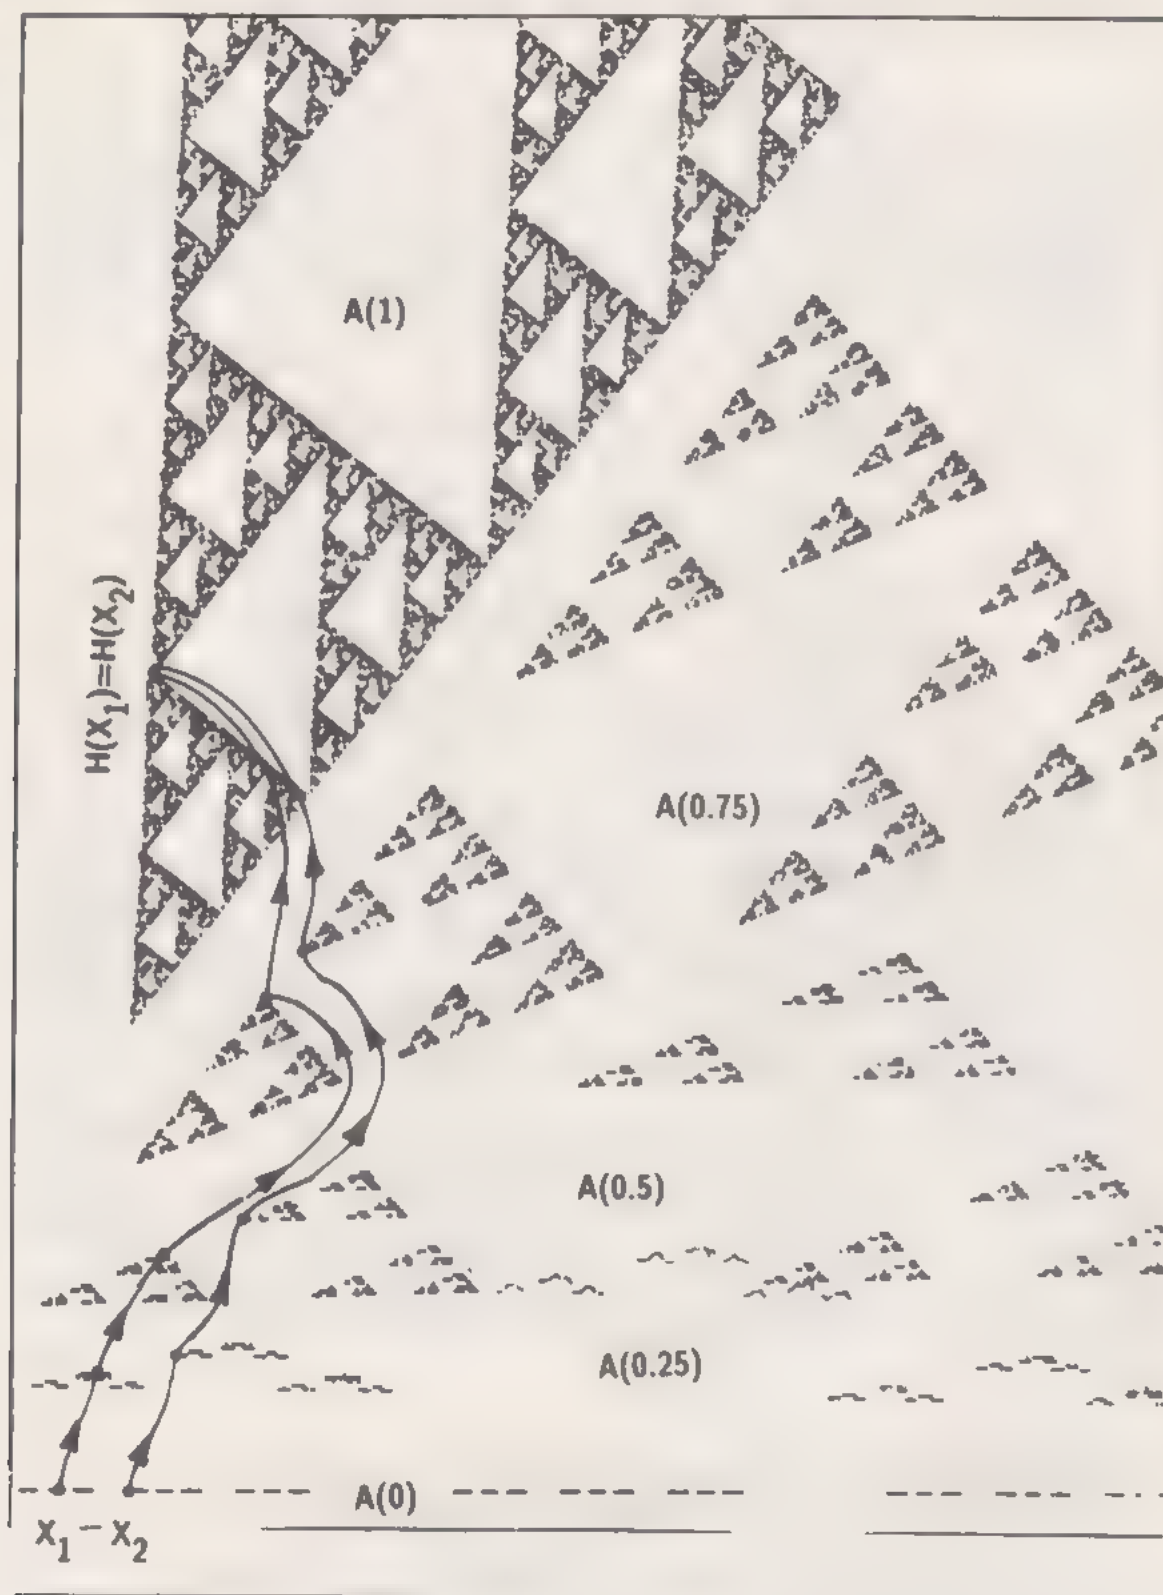 A(1)
H(X₁)=H(X₂)
A(0.75)
A(0.5)
A(0.25)
A(0)
X₁ – X₂